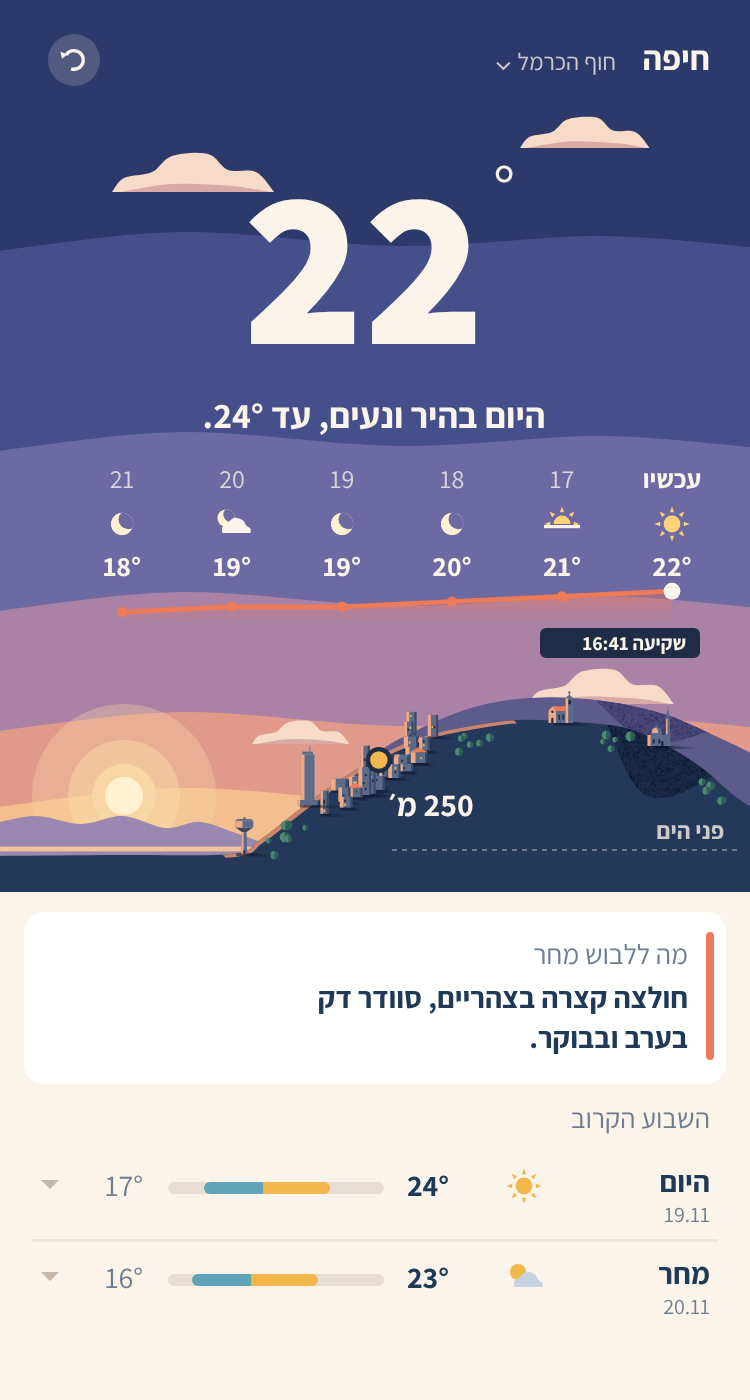 חיפה
חוף הכרמל
22°
היום בהיר ונעים, עד 24°.
עכשיו 17 18 19 20 21
22° 21° 20° 19° 19° 18°
שקיעה 16:41
250 מ׳
פני הים
מה ללבוש מחר
חולצה קצרה בצהריים, סוודר דק
בערב ובבוקר.
השבוע הקרוב
היום 24° 17°
19.11
מחר 23° 16°
20.11